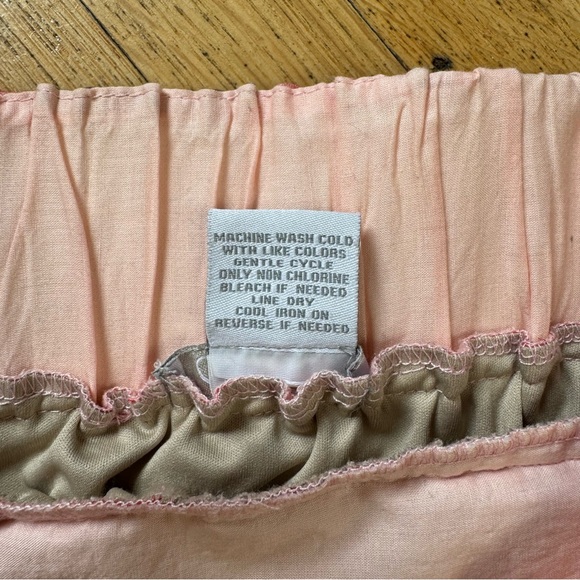 MACHINE WASH COLD
WITH LIKE COLORS
GENTLE CYCLE
ONLY NON CHLORINE
BLEACH IF NEEDED
LINE DRY
COOL IRON ON
REVERSE IF NEEDED